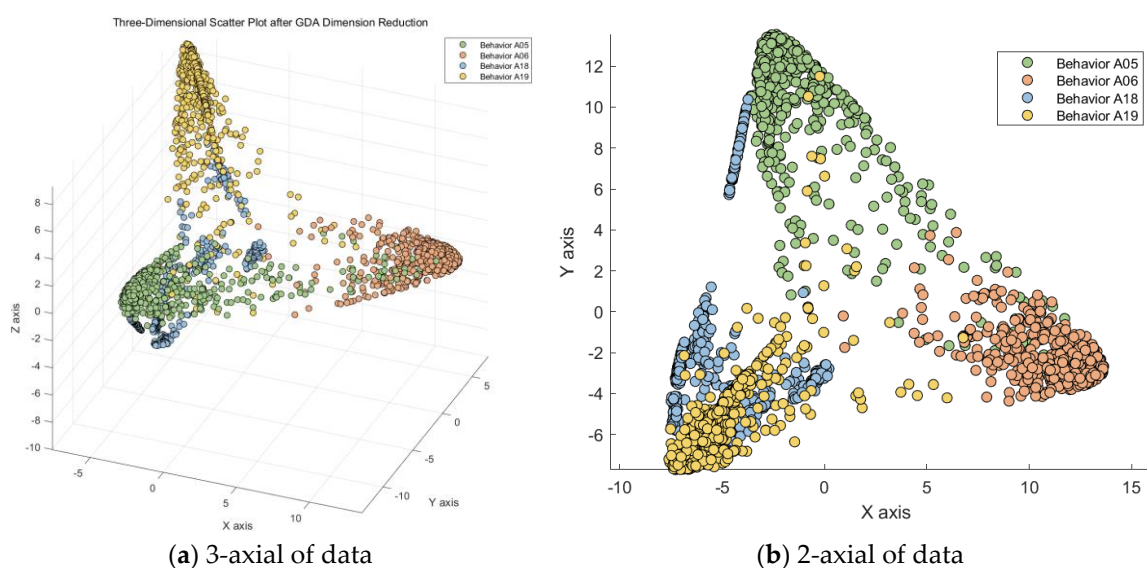 Three-Dimensional Scatter Plot after GDA Dimension Reduction
Behavior A05
Behavior A06
Behavior A18
Behavior A19
8
6
4
2
0
-2
-4
-6
-8
-10
Z axis
-5
0
5
10
X axis
5
0
-5
-10
Y axis
(a) 3-axial of data
Behavior A05
Behavior A06
Behavior A18
Behavior A19
12
10
8
6
4
2
0
-2
-4
-6
Y axis
-10
-5
0
5
10
15
X axis
(b) 2-axial of data